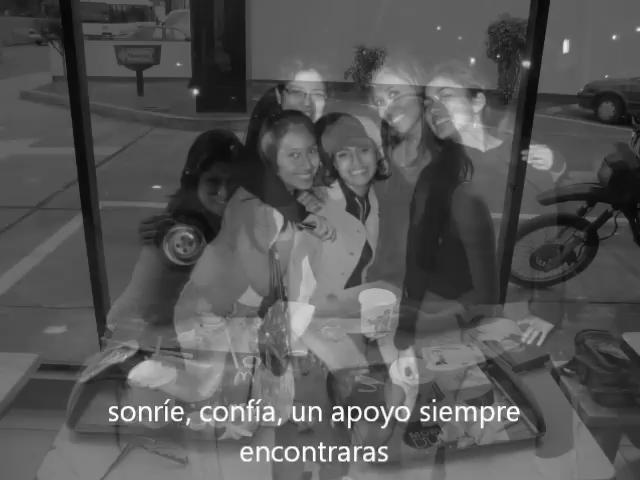 sonríe, confía, un apoyo siempre
encontraras